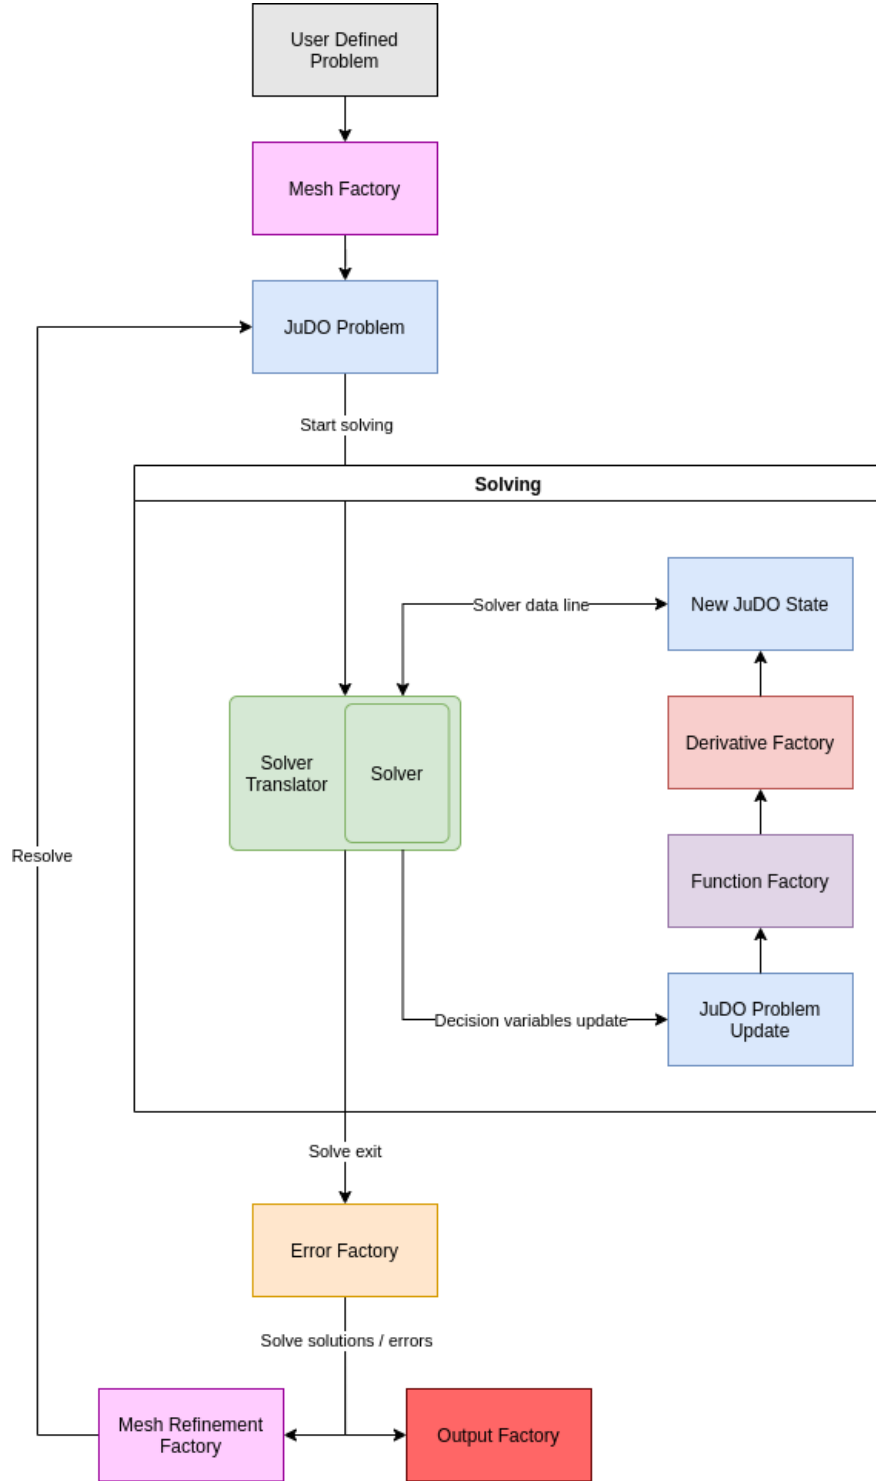 User Defined
Problem
Mesh Factory
JuDO Problem
Start solving
Solving
Solver data line
New JuDO State
Solver
Translator
Solver
Derivative Factory
Resolve
Function Factory
Decision variables update
JuDO Problem
Update
Solve exit
Error Factory
Solve solutions / errors
Mesh Refinement
Factory
Output Factory